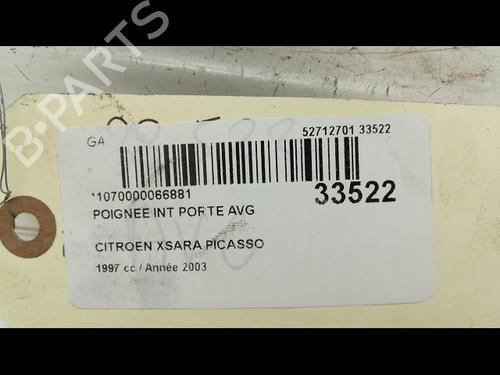 B-PARTS
GA
52712701 33522
*1070000066881
33522
POIGNEE INT PORTE AVG
CITROEN XSARA PICASSO
1997 cc / Année 2003